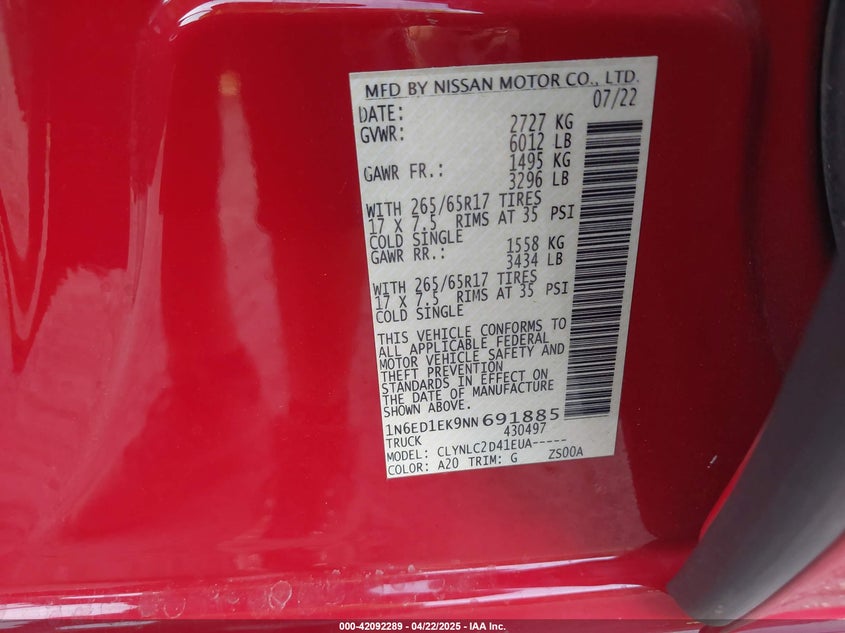 MFD BY NISSAN MOTOR CO., LTD.
DATE: 07/22
GVWR: 2727 KG
6012 LB
GAWR FR.: 1495 KG
3296 LB
WITH 265/65R17 TIRES
17 X 7.5 RIMS AT 35 PSI
COLD SINGLE
GAWR RR.: 1558 KG
3434 LB
WITH 265/65R17 TIRES
17 X 7.5 RIMS AT 35 PSI
COLD SINGLE
THIS VEHICLE CONFORMS TO
ALL APPLICABLE FEDERAL
MOTOR VEHICLE SAFETY AND
THEFT PREVENTION
STANDARDS IN EFFECT ON
THE DATE OF MANUFACTURE
SHOWN ABOVE.
1N6ED1EK9NN691885
TRUCK 430497
MODEL: CLYNLC2D41EUA-----
COLOR: A20 TRIM: G ZS00A
000-42092289 - 04/22/2025 - IAA Inc.